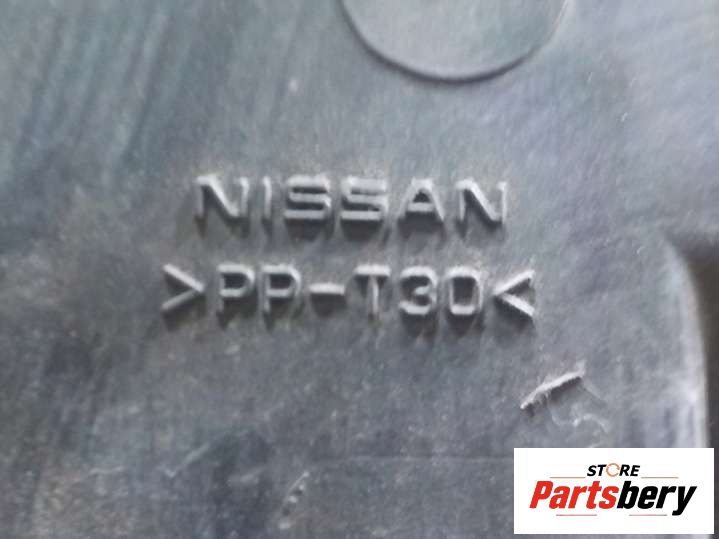 NISSAN
>PP-T30<
STORE
Partsbery